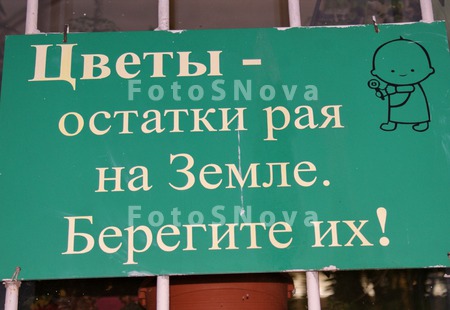 Цветы -
FotoSNova
остатки рая
на Земле.
FotoSNova
Берегите их!